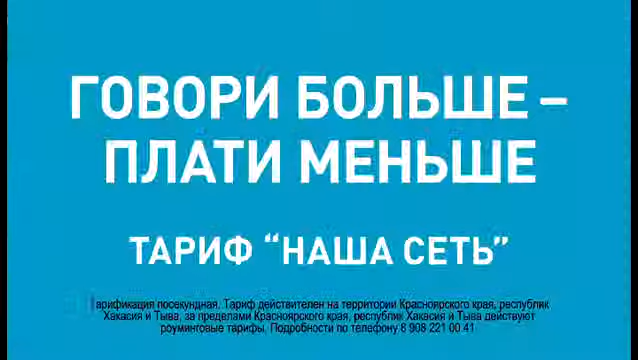 ГОВОРИ БОЛЬШЕ –
ПЛАТИ МЕНЬШЕ
ТАРИФ “НАША СЕТЬ”
Тарификация посекундная. Тариф действителен на территории Красноярского края, республик
Хакасия и Тыва, за пределами Красноярского края, республик Хакасия и Тыва действуют
роуминговые тарифы. Подробности по телефону 8 908 221 00 41